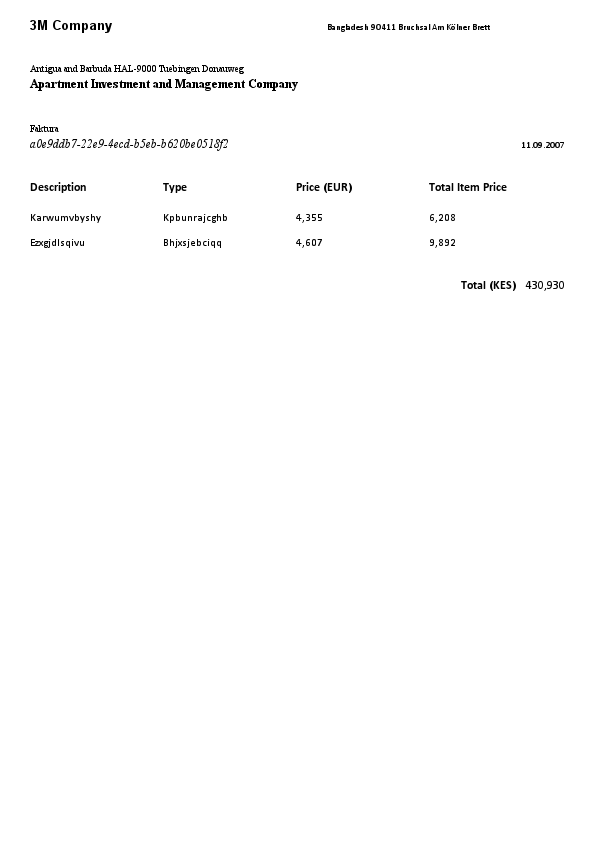 3M Company
Bangladesh 90411 Bruchsal Am Kölner Brett
Antigua and Barbuda HAL-9000 Tuebingen Donauweg
Apartment Investment and Management Company
Faktura
a0e9ddb7-22e9-4ecd-b5eb-b620be0518f2
11.09.2007
Description Type Price (EUR) Total Item Price
Karwumvbyshy Kpbunrajcghb 4,355 6,208
Ezxgjdlsqivu Bhjxsjebciqq 4,607 9,892
Total (KES) 430,930